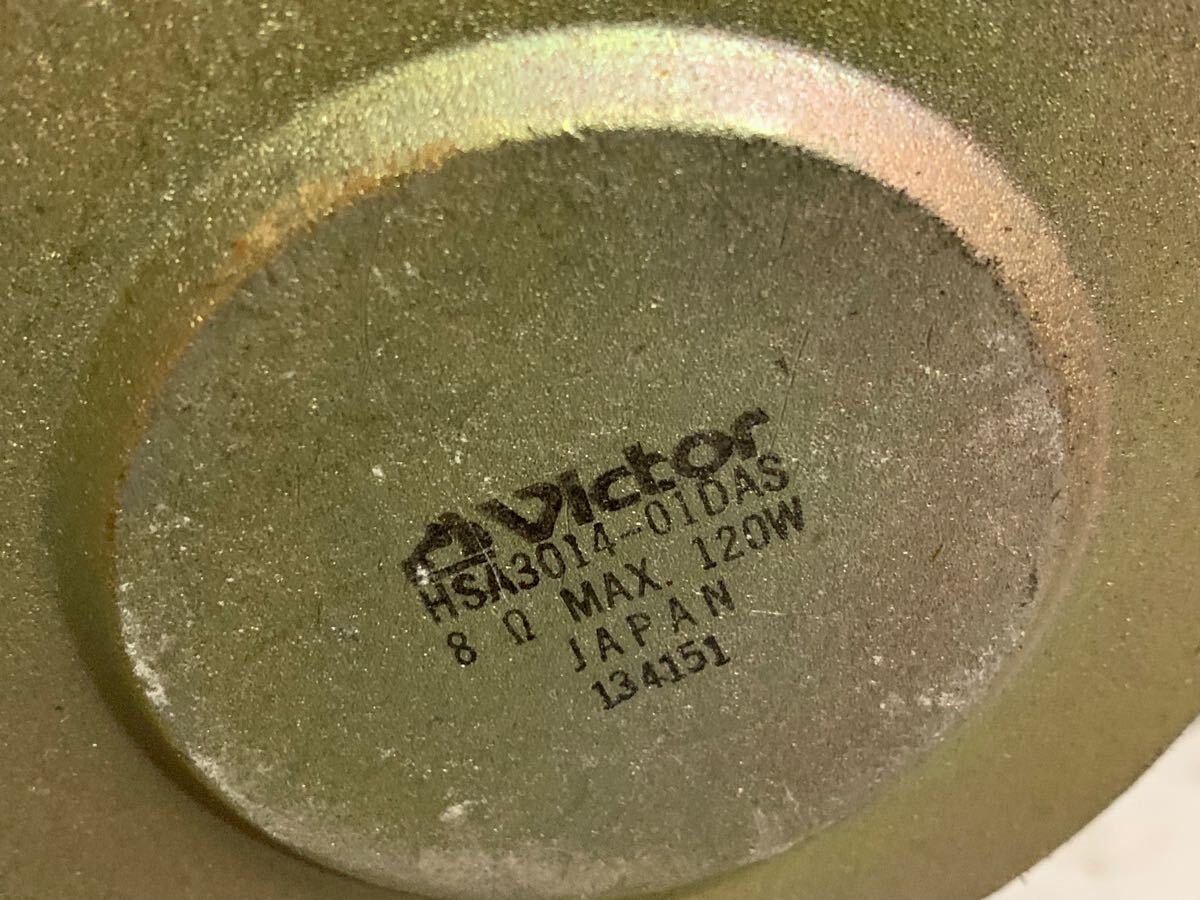 Victor
HSA3014-01DAS
8 Ω MAX. 120W
JAPAN
134151